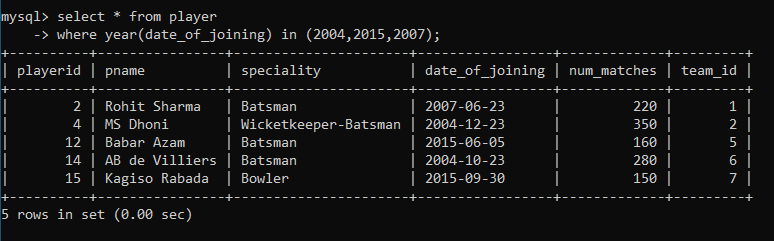 mysql> select * from player
    -> where year(date_of_joining) in (2004,2015,2007);
+----------+----------------+---------------------+-----------------+-------------+---------+
| playerid | pname          | speciality          | date_of_joining | num_matches | team_id |
+----------+----------------+---------------------+-----------------+-------------+---------+
|        2 | Rohit Sharma   | Batsman             | 2007-06-23      |         220 |       1 |
|        4 | MS Dhoni       | Wicketkeeper-Batsman | 2004-12-23      |         350 |       2 |
|       12 | Babar Azam     | Batsman             | 2015-06-05      |         160 |       5 |
|       14 | AB de Villiers | Batsman             | 2004-10-23      |         280 |       6 |
|       15 | Kagiso Rabada  | Bowler              | 2015-09-30      |         150 |       7 |
+----------+----------------+---------------------+-----------------+-------------+---------+
5 rows in set (0.00 sec)